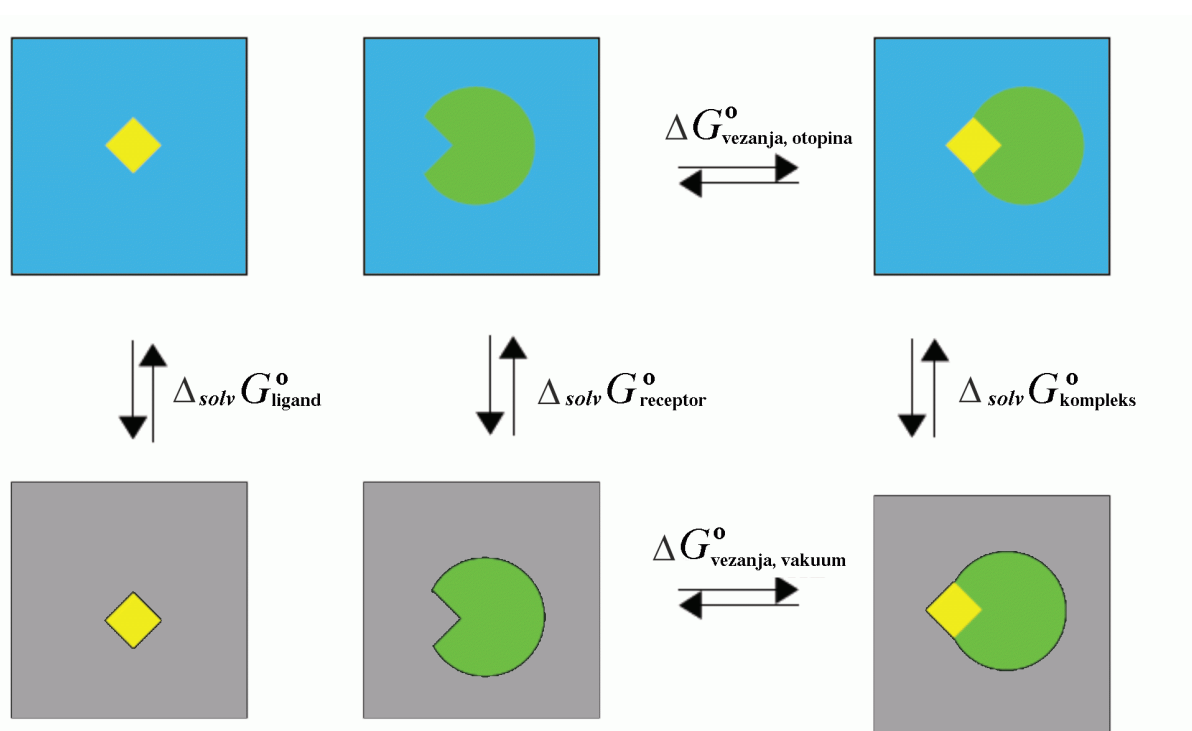 ΔG°vezanja, otopina
ΔsolvG°ligand
ΔsolvG°receptor
ΔsolvG°kompleks
ΔG°vezanja, vakuum